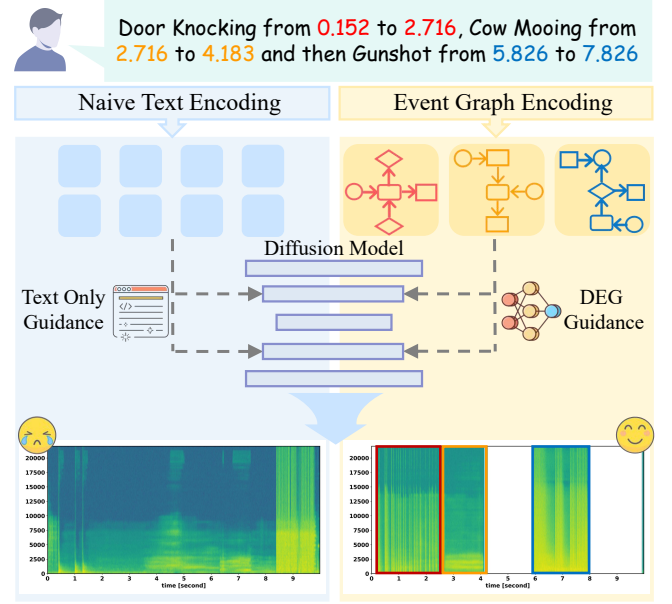 Door Knocking from 0.152 to 2.716, Cow Mooing from
2.716 to 4.183 and then Gunshot from 5.826 to 7.826
Naive Text Encoding
Event Graph Encoding
Diffusion Model
Text Only
Guidance
</>
DEG
Guidance
20000
17500
15000
12500
10000
7500
5000
2500
0
0 1 2 3 4 5 6 7 8 9
time [second]
20000
17500
15000
12500
10000
7500
5000
2500
0
0 1 2 3 4 5 6 7 8 9
time [second]